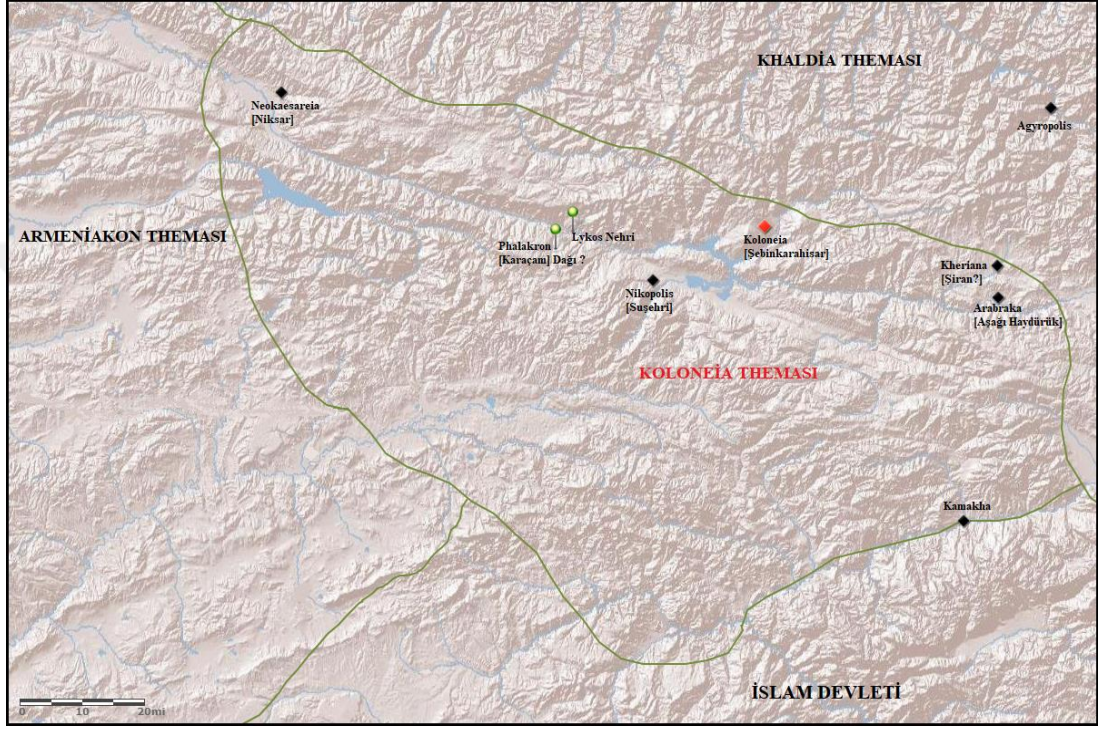 KHALDİA THEMASI
Neokaesareia
[Niksar]
Agyropolis
ARMENİAKON THEMASI
Lykos Nehri
Phalakron
[Karaçam] Dağı ?
Koloneia
[Şebinkarahisar]
Kheriana
[Şiran?]
Nikopolis
[Suşehri]
Arabraka
[Aşağı Haydürük]
KOLONEİA THEMASI
Kamakha
İSLAM DEVLETİ
0 10 20mi